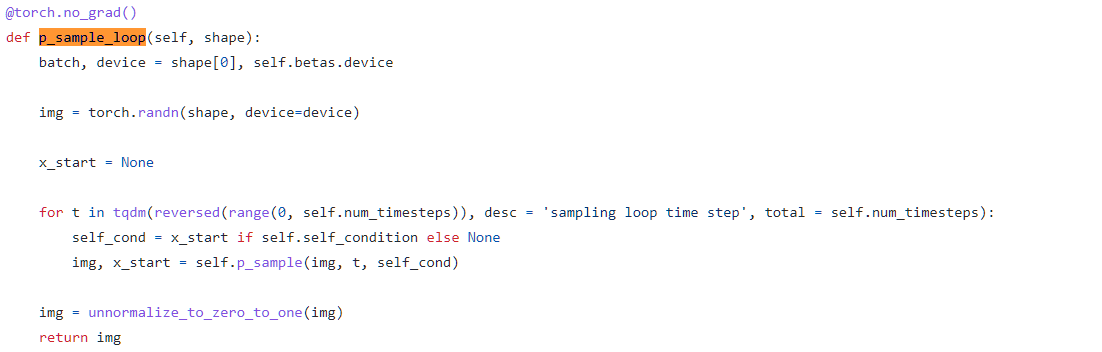 @torch.no_grad()
def p_sample_loop(self, shape):
    batch, device = shape[0], self.betas.device

    img = torch.randn(shape, device=device)

    x_start = None

    for t in tqdm(reversed(range(0, self.num_timesteps)), desc = 'sampling loop time step', total = self.num_timesteps):
        self_cond = x_start if self.self_condition else None
        img, x_start = self.p_sample(img, t, self_cond)

    img = unnormalize_to_zero_to_one(img)
    return img